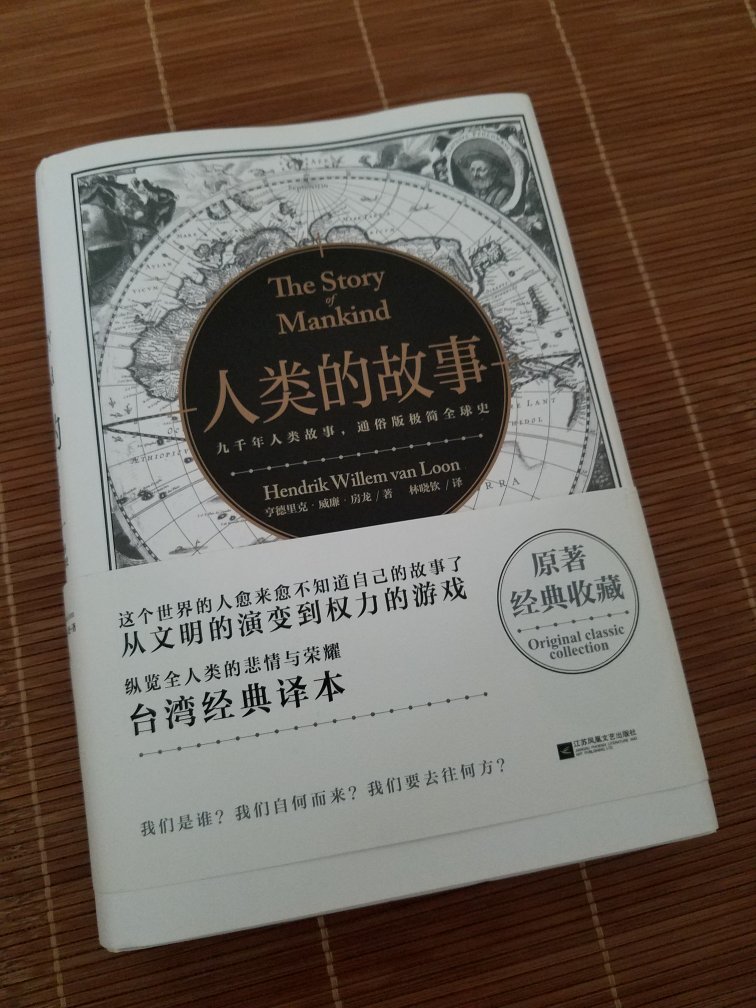 The Story
of
Mankind
人类的故事
九千年人类故事，通俗版极简全球史
Hendrik Willem van Loon
亨德里克·威廉·房龙/著 林晓钦/译
这个世界的人愈来愈不知道自己的故事了
从文明的演变到权力的游戏
纵览全人类的悲情与荣耀
台湾经典译本
原著
经典收藏
Original classic
collection
江苏凤凰文艺出版社
我们是谁？我们自何而来？我们要去往何方？